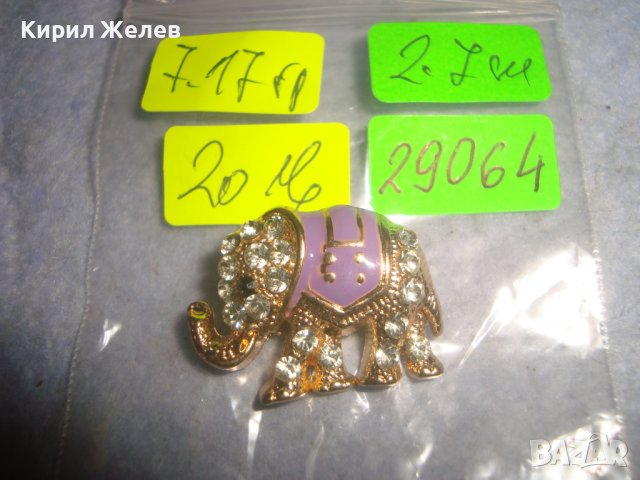 Кирил Желев
7.17 гр
2.7 см
20 лв
29064
BAZAR